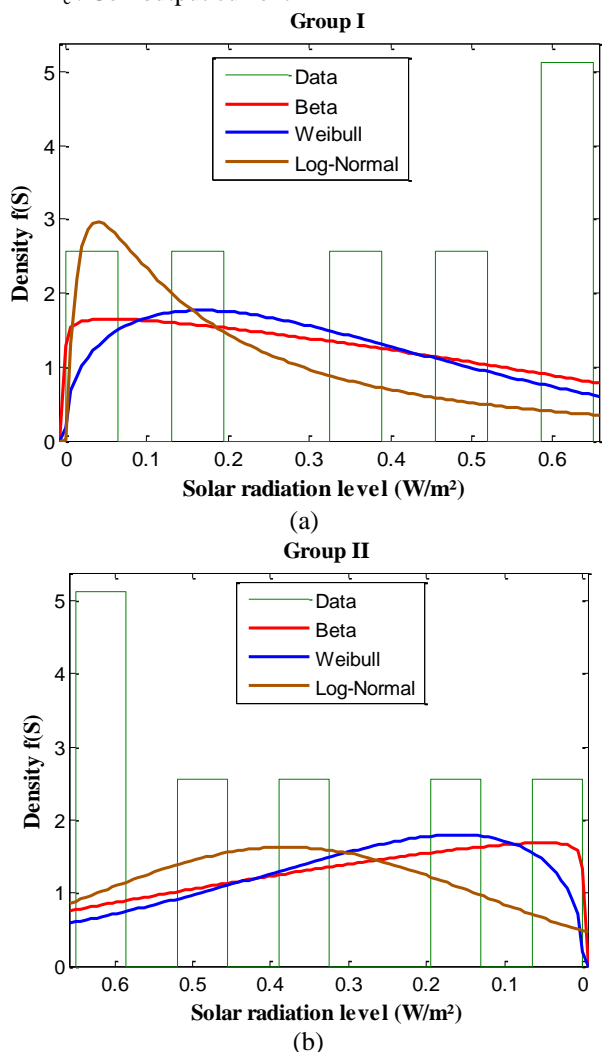 Cell output current
Group I
Data
Beta
Weibull
Log-Normal
Density f(S)
5
4
3
2
1
0
0 0.1 0.2 0.3 0.4 0.5 0.6
Solar radiation level (W/m²)
(a)
Group II
Data
Beta
Weibull
Log-Normal
Density f(S)
5
4
3
2
1
0
0.6 0.5 0.4 0.3 0.2 0.1 0
Solar radiation level (W/m²)
(b)